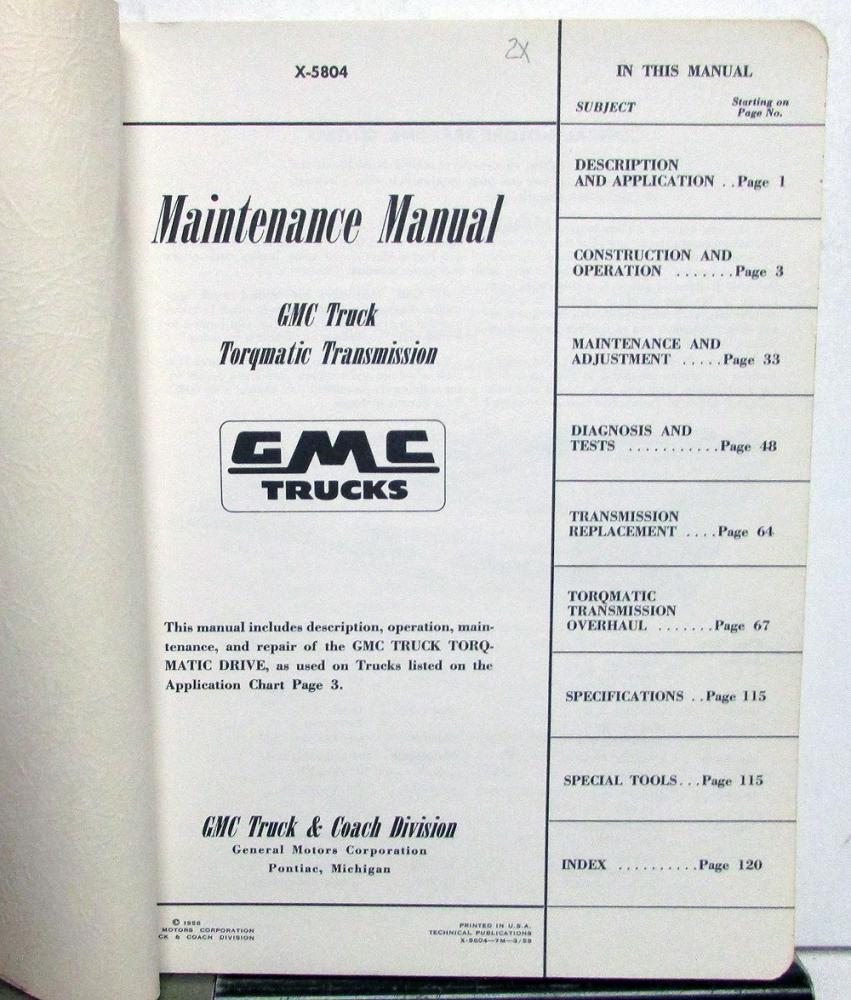 X-5804
2X
Maintenance Manual
GMC Truck
Torqmatic Transmission
GMC
TRUCKS
This manual includes description, operation, main-
tenance, and repair of the GMC TRUCK TORQ-
MATIC DRIVE, as used on Trucks listed on the
Application Chart Page 3.
GMC Truck & Coach Division
General Motors Corporation
Pontiac, Michigan
© 1958
MOTORS CORPORATION
CK & COACH DIVISION
PRINTED IN U.S.A.
TECHNICAL PUBLICATIONS
X-5804—7M—3/58
IN THIS MANUAL
SUBJECT
Starting on
Page No.
DESCRIPTION
AND APPLICATION . . Page 1
CONSTRUCTION AND
OPERATION . . . . . . . Page 3
MAINTENANCE AND
ADJUSTMENT . . . . . Page 33
DIAGNOSIS AND
TESTS . . . . . . . . . . . Page 48
TRANSMISSION
REPLACEMENT . . . . Page 64
TORQMATIC
TRANSMISSION
OVERHAUL . . . . . . . Page 67
SPECIFICATIONS . . Page 115
SPECIAL TOOLS. . . Page 115
INDEX . . . . . . . . . . Page 120